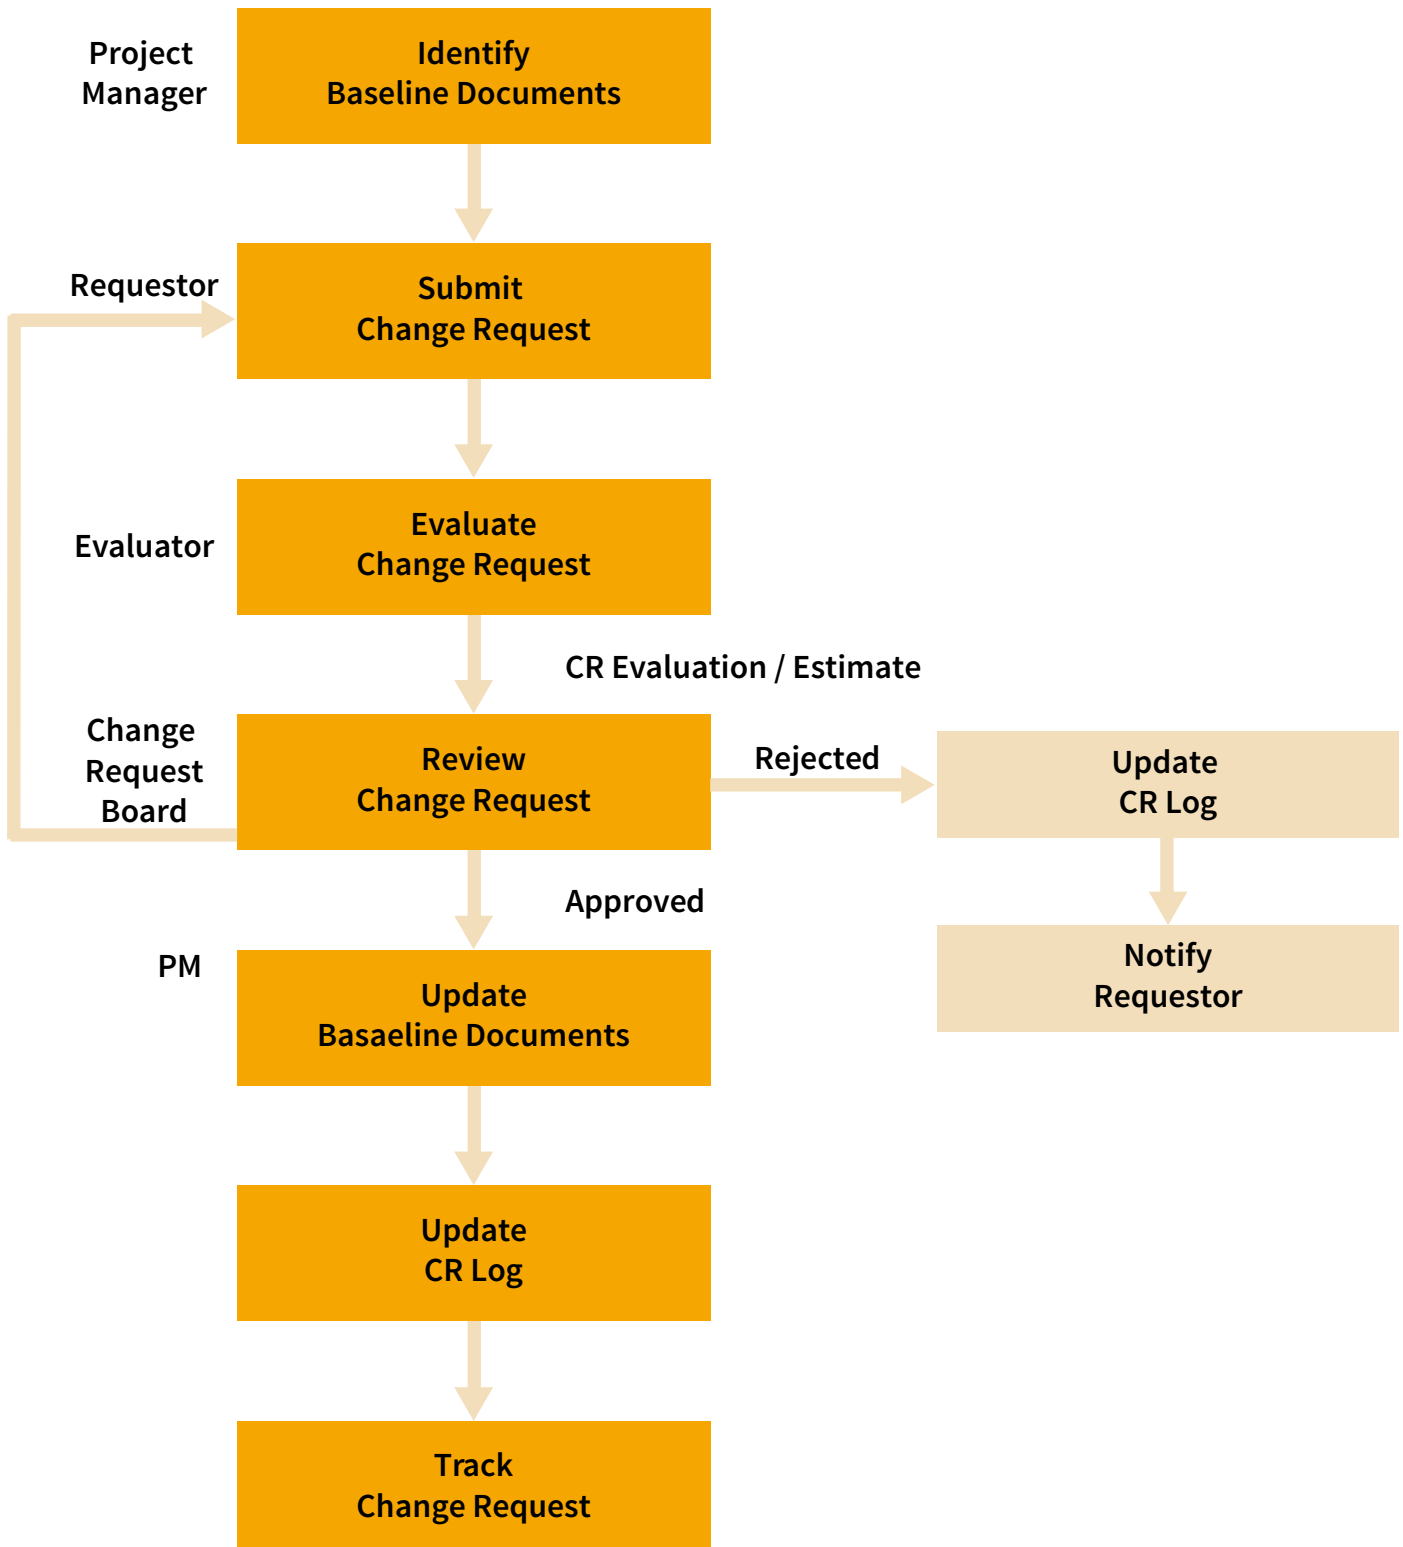 Project
Manager
Identify
Baseline Documents
Requestor
Submit
Change Request
Evaluator
Evaluate
Change Request
CR Evaluation / Estimate
Change
Request
Board
Review
Change Request
Rejected
Update
CR Log
Approved
Notify
Requestor
PM
Update
Basaeline Documents
Update
CR Log
Track
Change Request